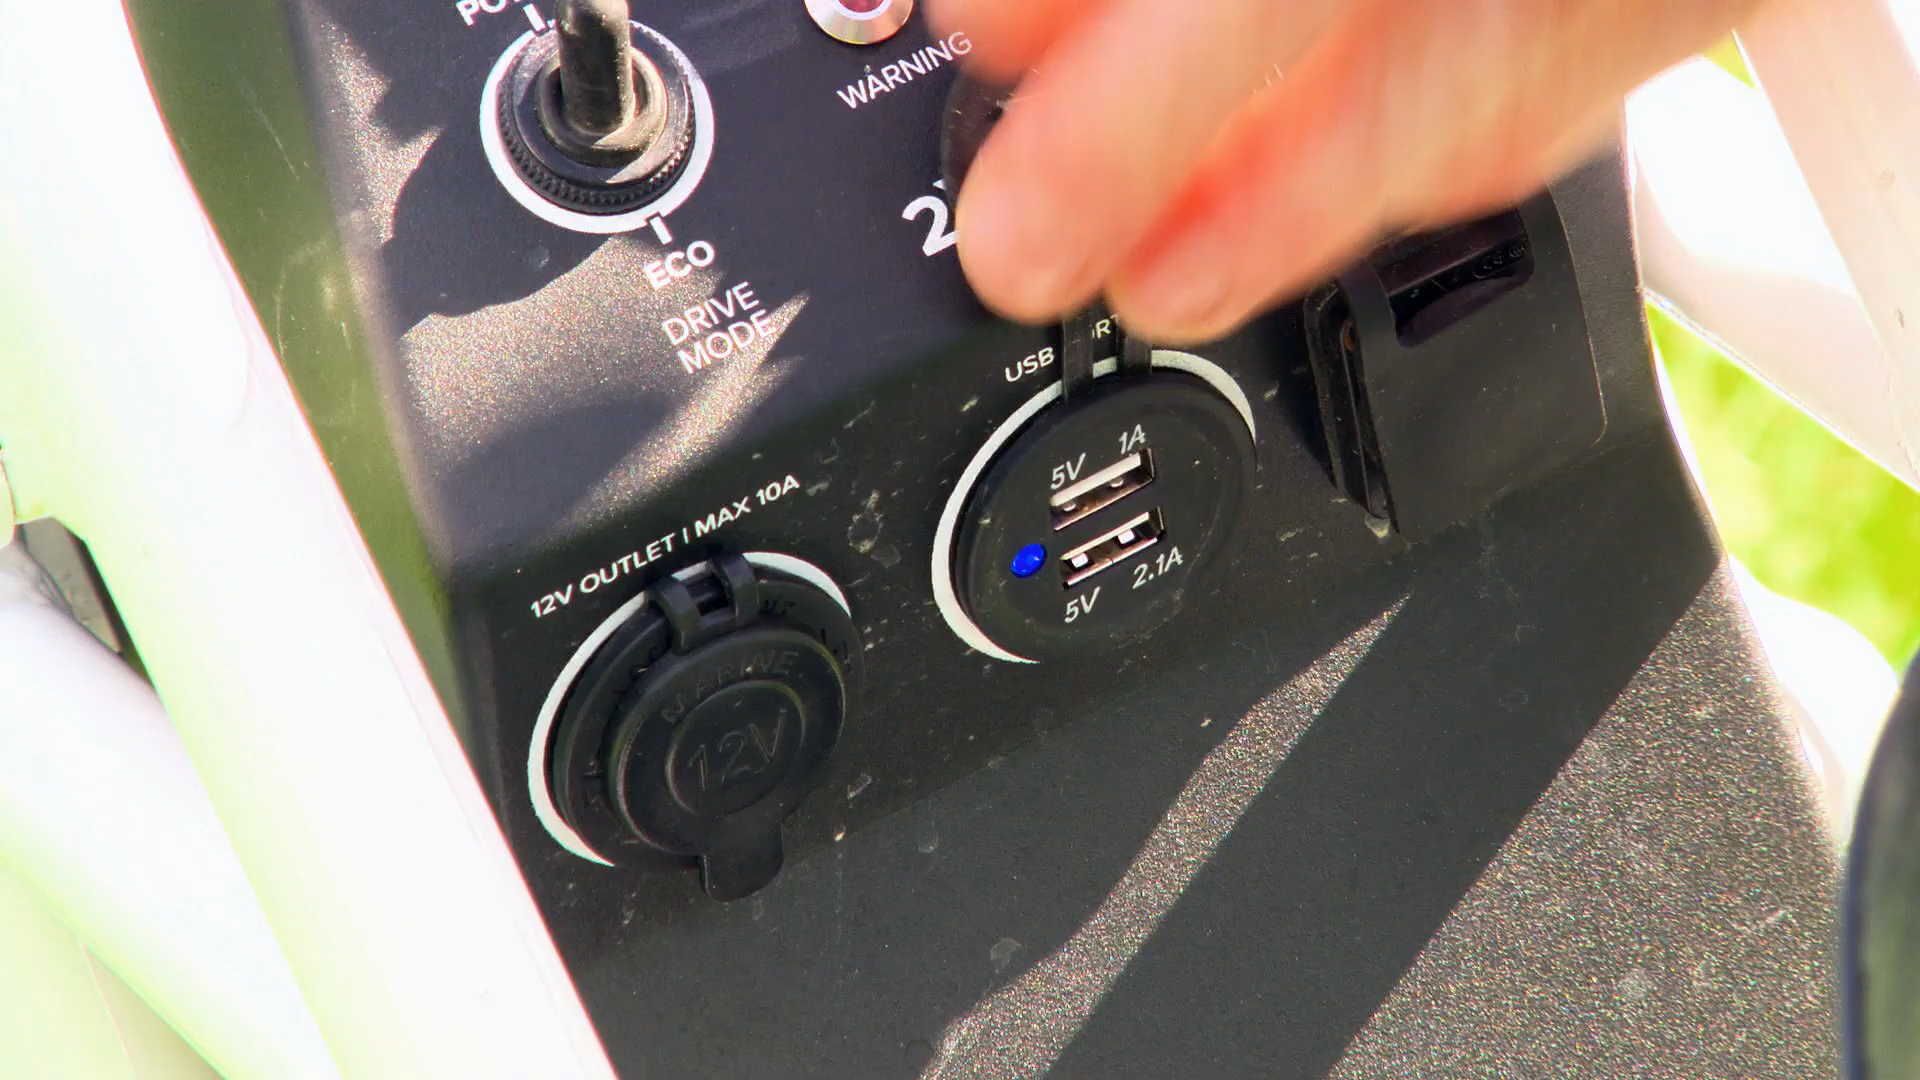 WARNING
ECO
DRIVE
MODE
USB
5V 1A
5V 2.1A
12V OUTLET | MAX 10A
MARINE
12V